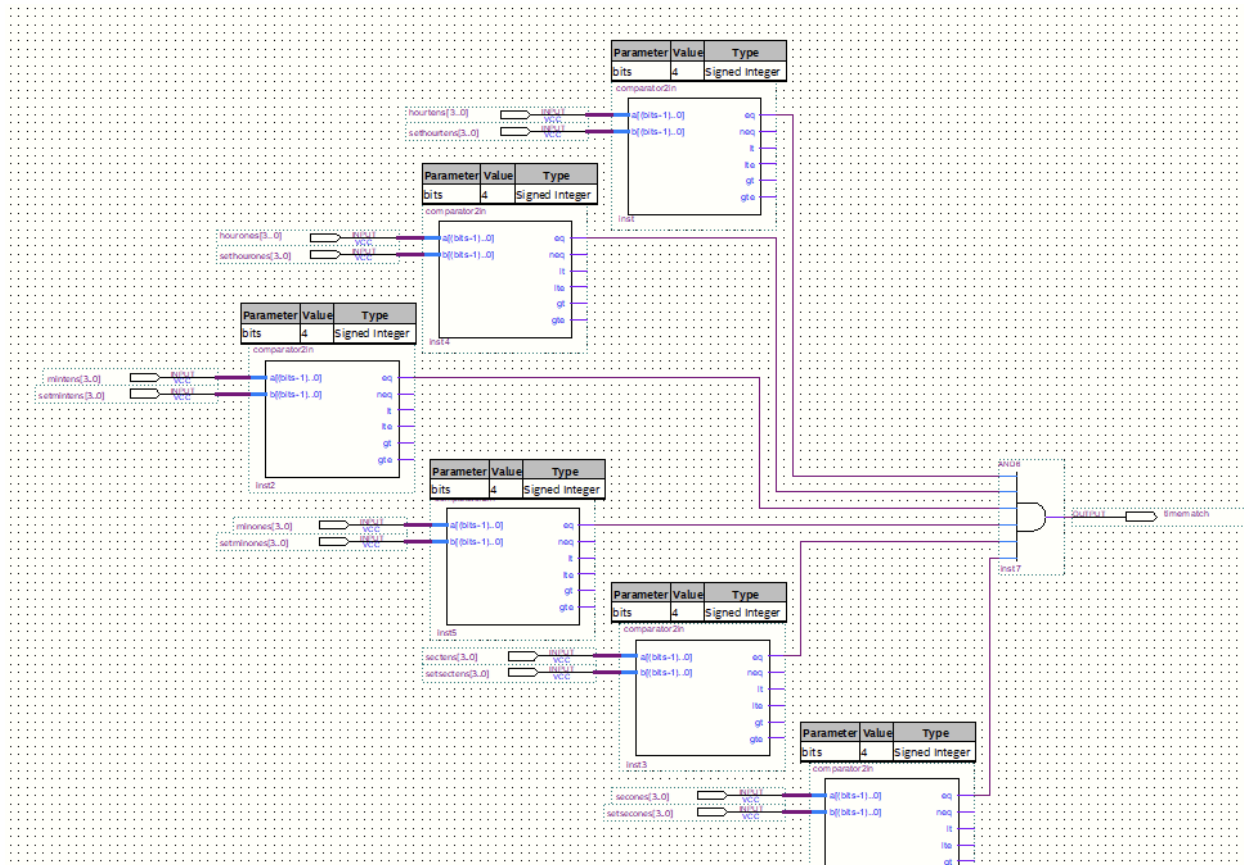 Parameter Value Type
bits 4 Signed Integer
comparator2in
hourtens[3..0] INPUT VCC a[(bits-1)..0] eq
sethourtens[3..0] INPUT VCC b[(bits-1)..0] neq
lt
lte
gt
gte
inst
Parameter Value Type
bits 4 Signed Integer
comparator2in
hourones[3..0] INPUT VCC a[(bits-1)..0] eq
sethourones[3..0] INPUT VCC b[(bits-1)..0] neq
lt
lte
gt
gte
inst4
Parameter Value Type
bits 4 Signed Integer
comparator2in
mintens[3..0] INPUT VCC a[(bits-1)..0] eq
setmintens[3..0] INPUT VCC b[(bits-1)..0] neq
lt
lte
gt
gte
inst2
Parameter Value Type
bits 4 Signed Integer
minones[3..0] INPUT VCC a[(bits-1)..0] eq
setminones[3..0] INPUT VCC b[(bits-1)..0] neq
lt
lte
gt
gte
inst5
AND6
OUTPUT timematch
inst7
Parameter Value Type
bits 4 Signed Integer
comparator2in
sectens[3..0] INPUT VCC a[(bits-1)..0] eq
setsectens[3..0] INPUT VCC b[(bits-1)..0] neq
lt
lte
gt
gte
inst3
Parameter Value Type
bits 4 Signed Integer
comparator2in
secones[3..0] INPUT VCC a[(bits-1)..0] eq
setsecones[3..0] INPUT VCC b[(bits-1)..0] neq
lt
lte
gt